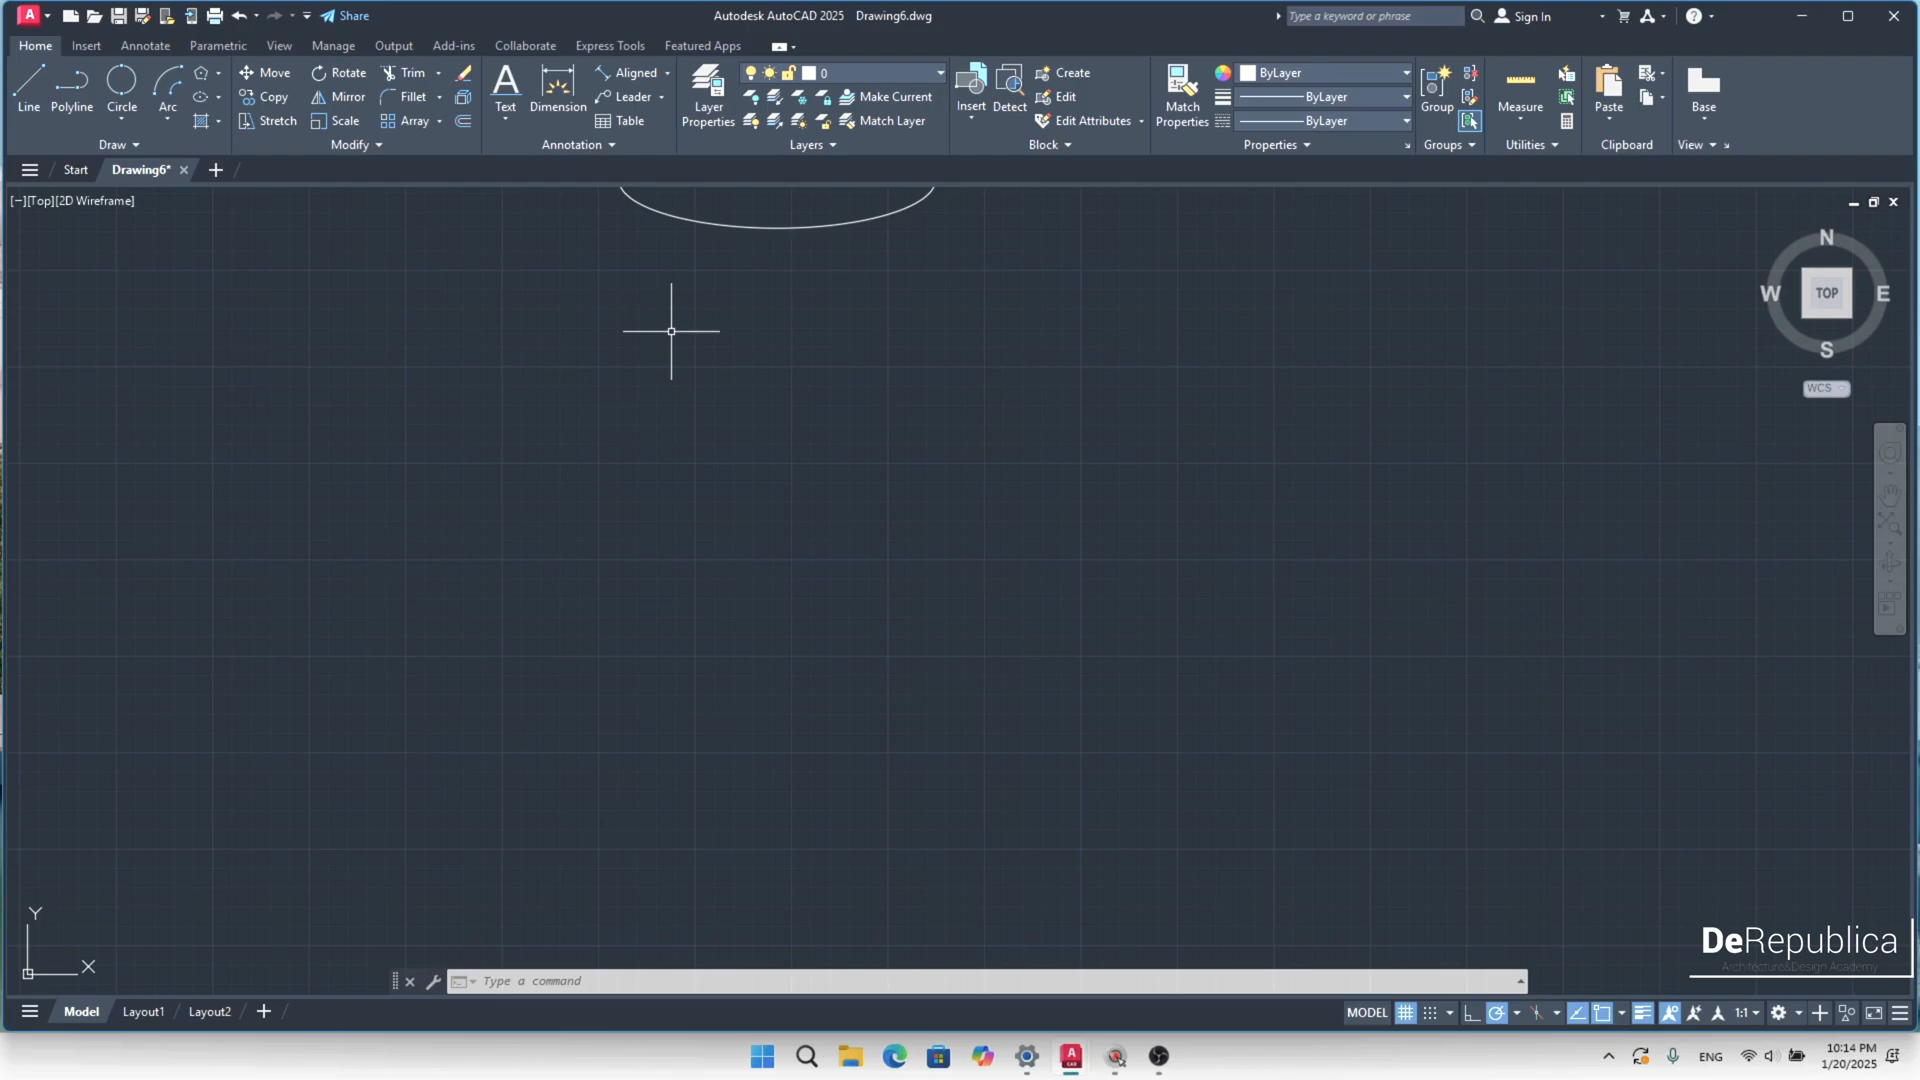 Share
Autodesk AutoCAD 2025 Drawing6.dwg
Type a keyword or phrase
Sign In
Home Insert Annotate Parametric View Manage Output Add-ins Collaborate Express Tools Featured Apps
Line Polyline Circle Arc
Move Rotate Trim
Copy Mirror Fillet
Stretch Scale Array
Text Dimension
Aligned
Leader
Table
Layer Properties
0
Make Current
Match Layer
Insert Detect
Create
Edit
Edit Attributes
Match Properties
ByLayer
ByLayer
ByLayer
Group
Measure
Paste
Base
Draw Modify Annotation Layers Block Properties Groups Utilities Clipboard View
Start Drawing6*
[−][Top][2D Wireframe]
N
W TOP E
S
WCS
Y
X
DeRepublica
Architecture&Design Academy
Type a command
Model Layout1 Layout2
MODEL 1:1
A CAD
ENG
10:14 PM
1/20/2025